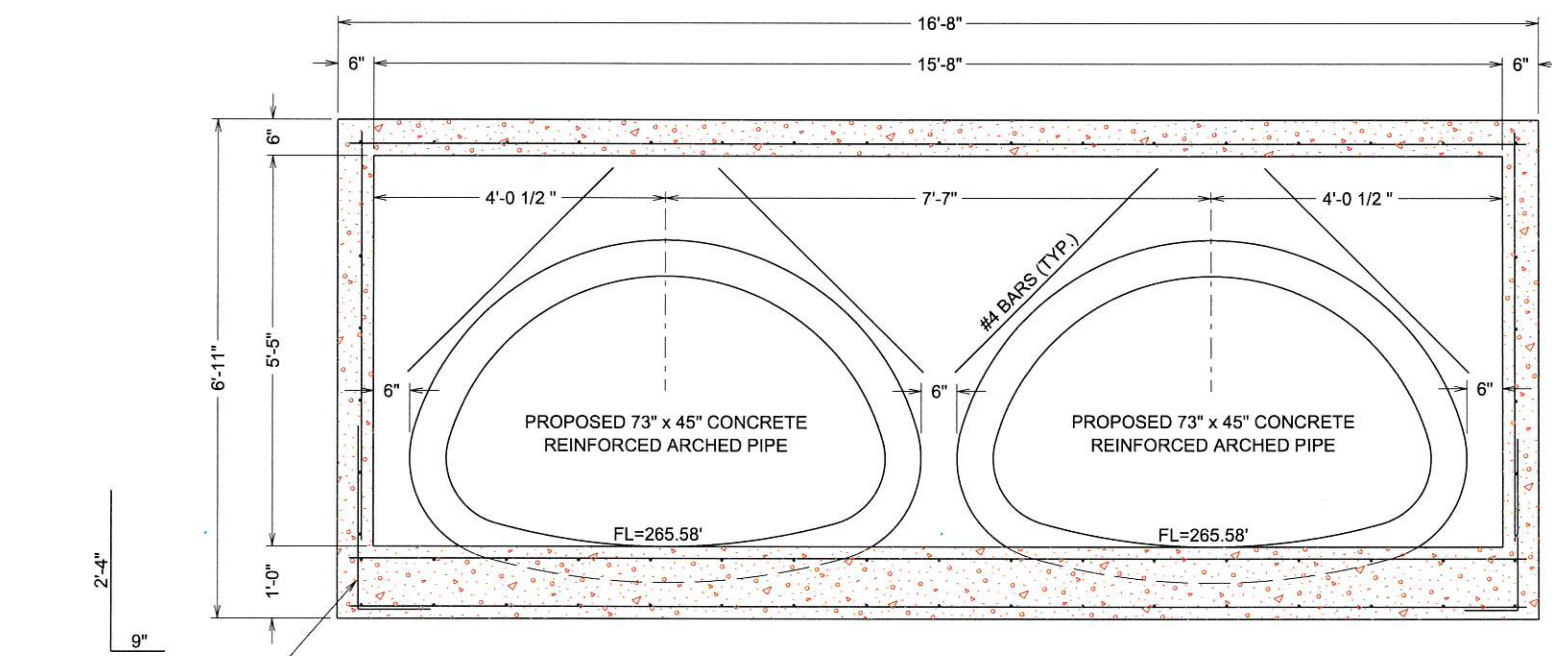 16'-8"
6"
15'-8"
6"
6"
4'-0 1/2 "
7'-7"
4'-0 1/2 "
#4 BARS (TYP.)
6'-11"
5'-5"
6"
6"
6"
PROPOSED 73" x 45" CONCRETE
REINFORCED ARCHED PIPE
PROPOSED 73" x 45" CONCRETE
REINFORCED ARCHED PIPE
FL=265.58'
FL=265.58'
2'-4"
1'-0"
9"